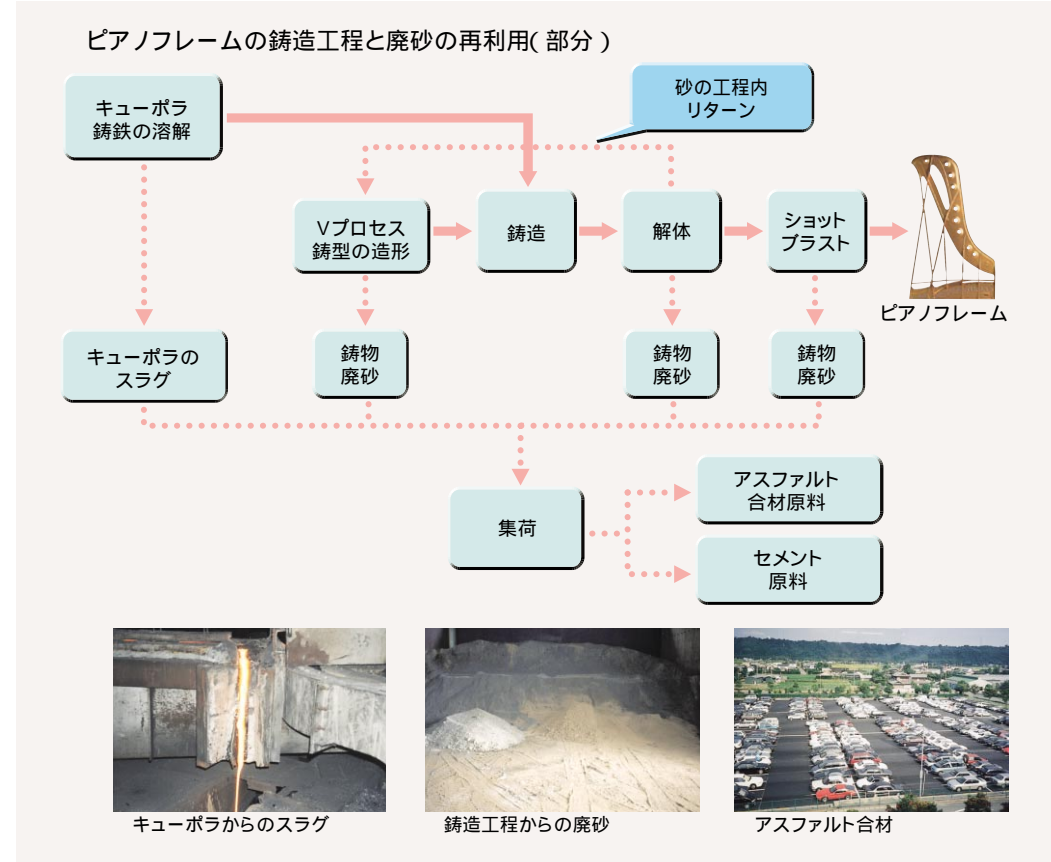 ピアノフレームの鋳造工程と廃砂の再利用(部分)
砂の工程内
リターン
キューポラ
鋳鉄の溶解
Vプロセス
鋳型の造形
鋳造
解体
ショット
ブラスト
ピアノフレーム
キューポラの
スラグ
鋳物
廃砂
鋳物
廃砂
鋳物
廃砂
集荷
アスファルト
合材原料
セメント
原料
キューポラからのスラグ
鋳造工程からの廃砂
アスファルト合材